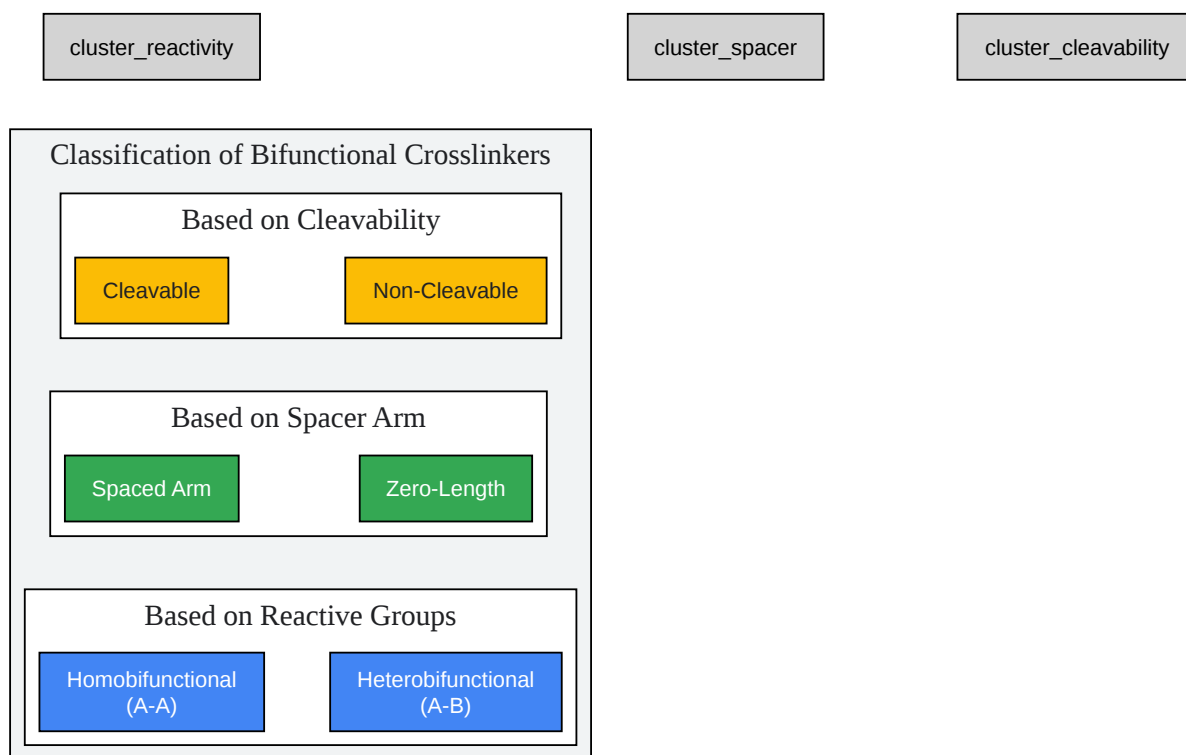 cluster_reactivity
cluster_spacer
cluster_cleavability
Classification of Bifunctional Crosslinkers
Based on Cleavability
Cleavable
Non-Cleavable
Based on Spacer Arm
Spaced Arm
Zero-Length
Based on Reactive Groups
Homobifunctional
(A-A)
Heterobifunctional
(A-B)